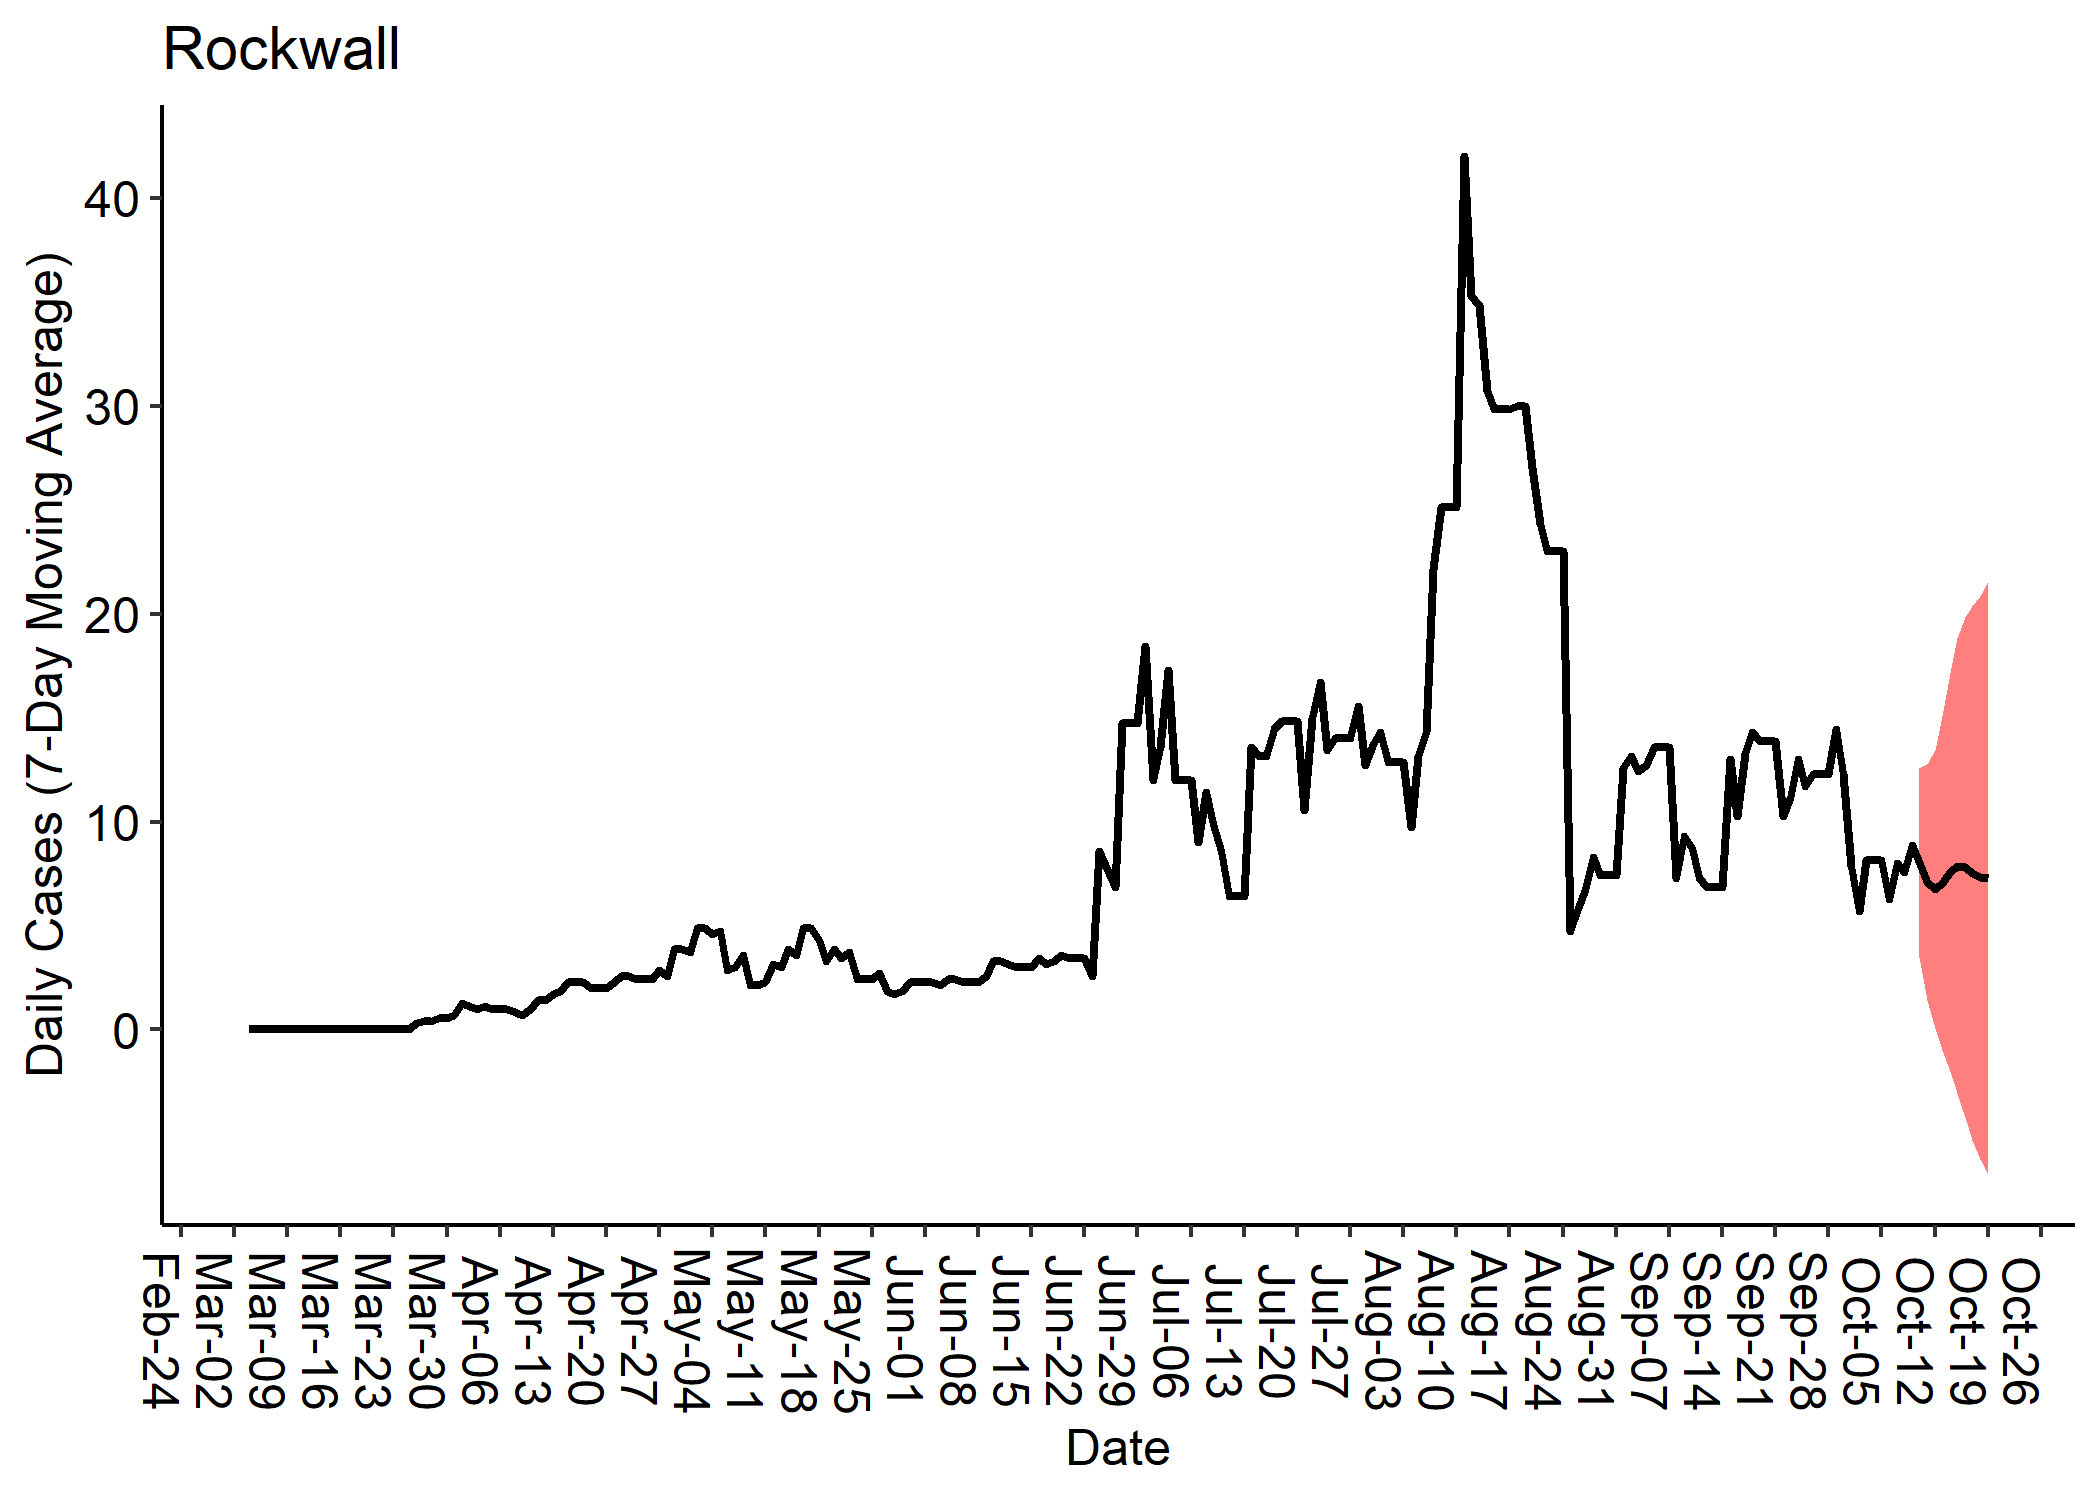 Rockwall
Daily Cases (7-Day Moving Average)
40
30
20
10
0
Feb-24
Mar-02
Mar-09
Mar-16
Mar-23
Mar-30
Apr-06
Apr-13
Apr-20
Apr-27
May-04
May-11
May-18
May-25
Jun-01
Jun-08
Jun-15
Jun-22
Jun-29
Jul-06
Jul-13
Jul-20
Jul-27
Aug-03
Aug-10
Aug-17
Aug-24
Aug-31
Sep-07
Sep-14
Sep-21
Sep-28
Oct-05
Oct-12
Oct-19
Oct-26
Date